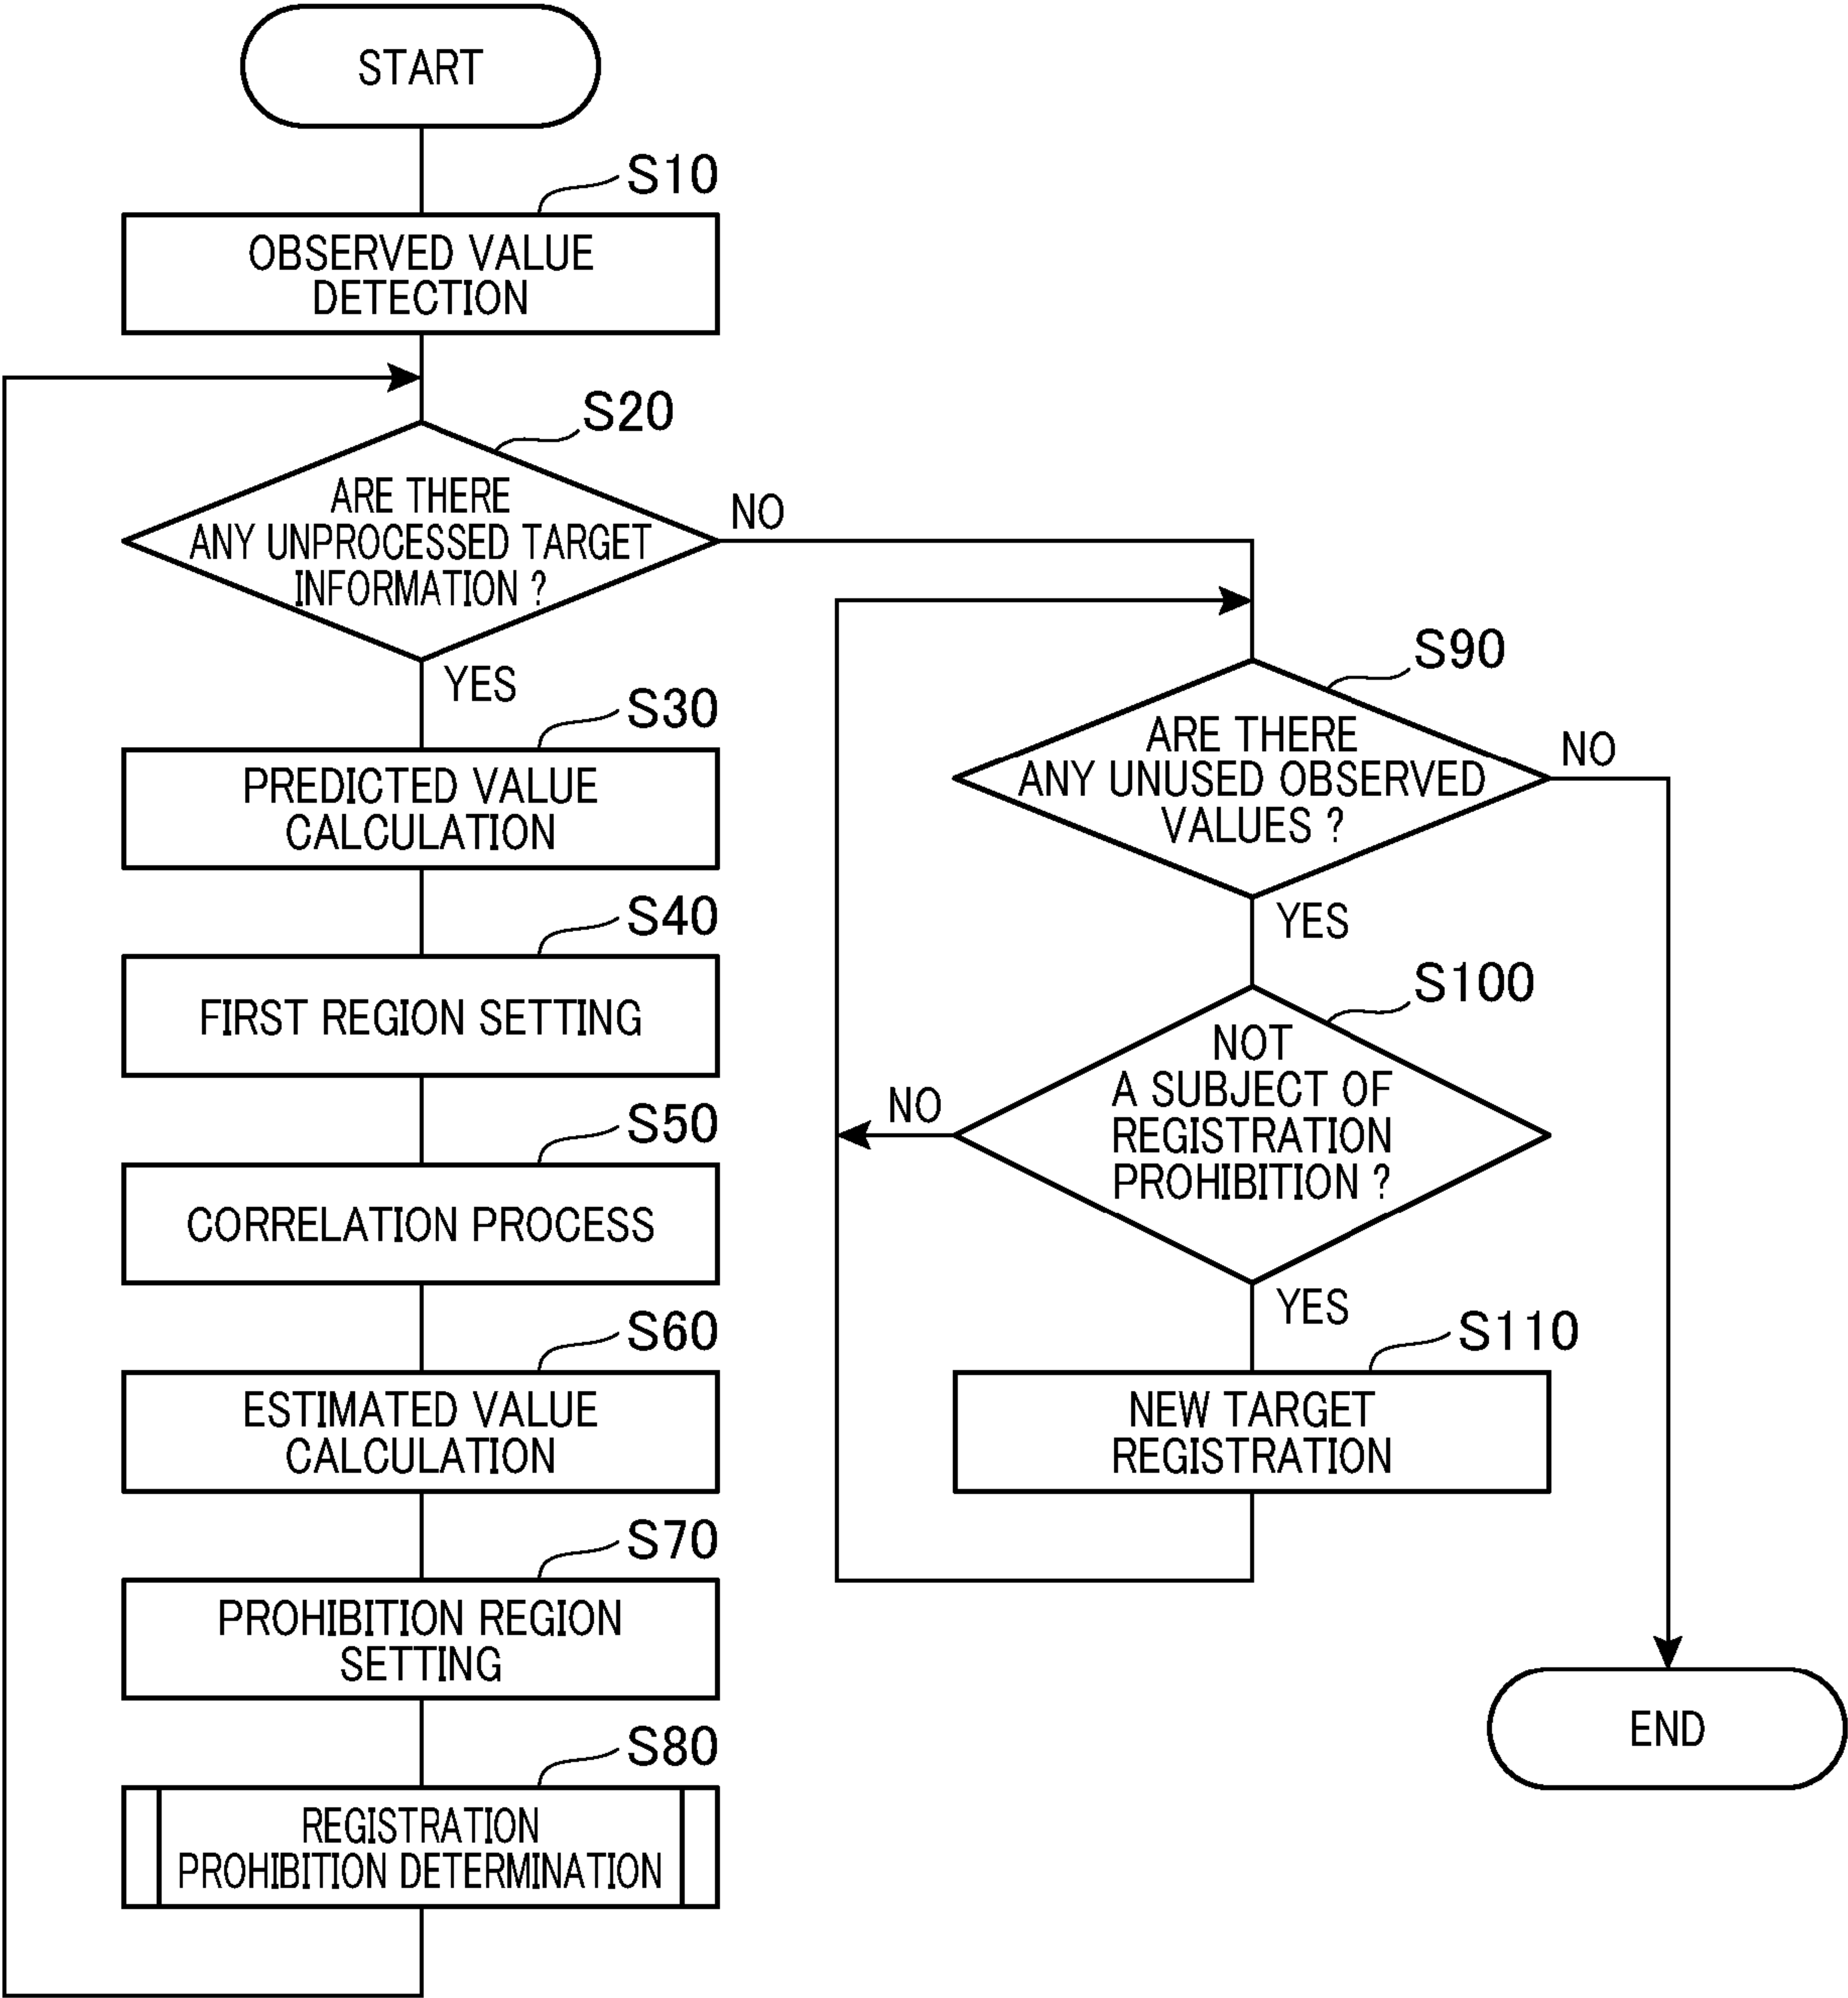 START
S10
OBSERVED VALUE
DETECTION
S20
ARE THERE
ANY UNPROCESSED TARGET
INFORMATION ?
NO
YES
S30
PREDICTED VALUE
CALCULATION
S40
FIRST REGION SETTING
S50
CORRELATION PROCESS
S60
ESTIMATED VALUE
CALCULATION
S70
PROHIBITION REGION
SETTING
S80
REGISTRATION
PROHIBITION DETERMINATION
S90
ARE THERE
ANY UNUSED OBSERVED
VALUES ?
NO
YES
S100
NOT
A SUBJECT OF
REGISTRATION
PROHIBITION ?
NO
YES
S110
NEW TARGET
REGISTRATION
END